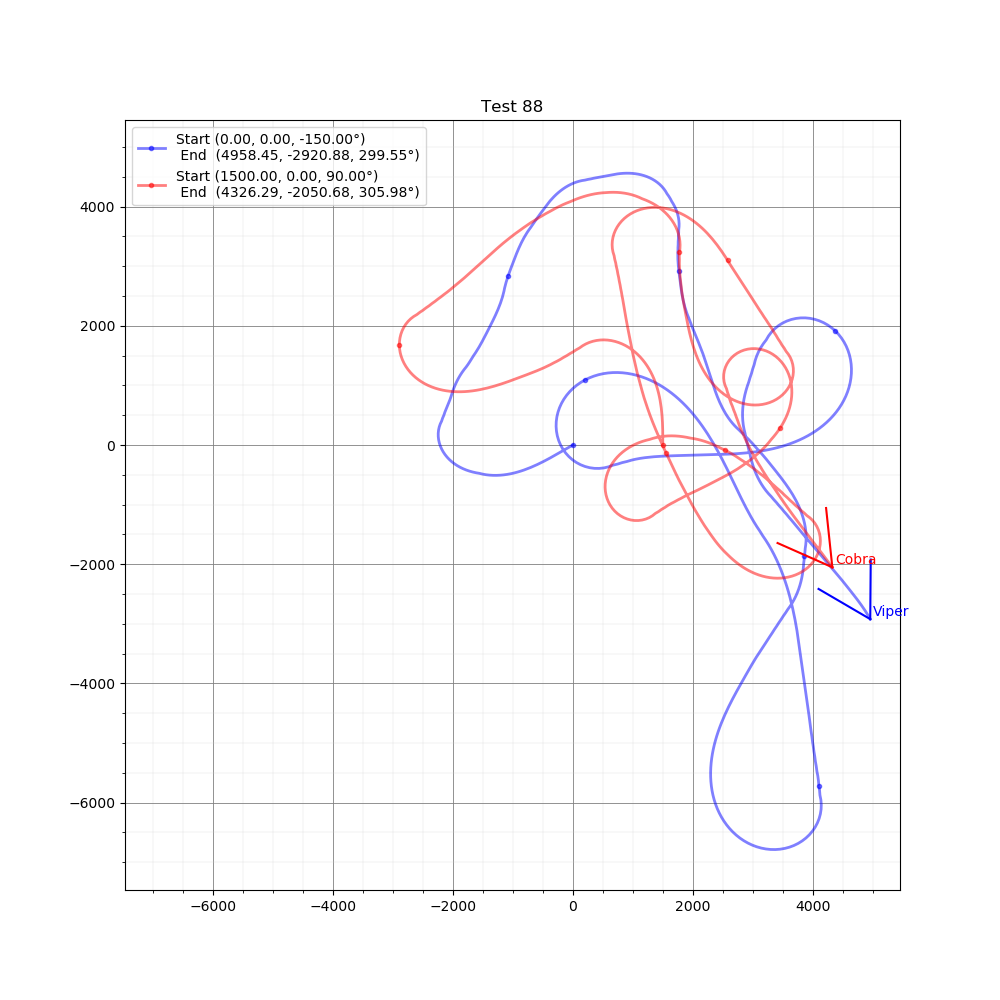 Test 88
Start (0.00, 0.00, -150.00°)
End (4958.45, -2920.88, 299.55°)
Start (1500.00, 0.00, 90.00°)
End (4326.29, -2050.68, 305.98°)
4000
2000
0
−2000
−4000
−6000
Cobra
Viper
−6000 −4000 −2000 0 2000 4000